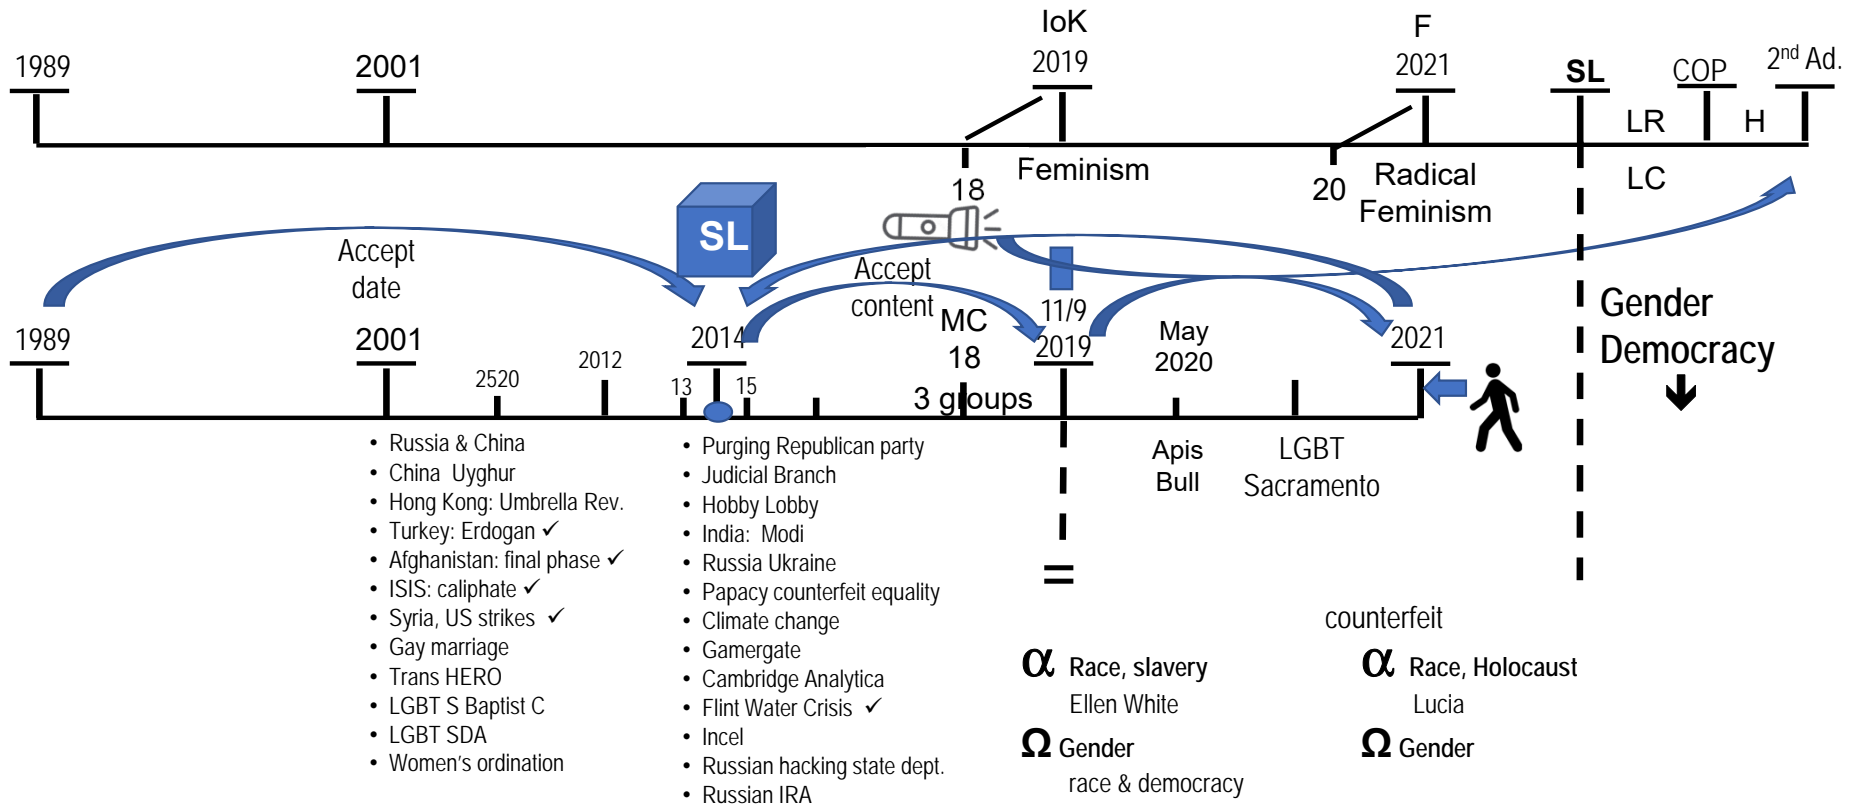 IoK
F
1989
2001
2019
2021
SL
COP
2nd Ad.
LR
H
18
Feminism
20
Radical
Feminism
LC
SL
Accept
date
Accept
content
MC
18
3 groups
11/9
2019
May
2020
2021
Gender
Democracy
1989
2001
2520
2012
13
2014
15
• Russia & China
• China Uyghur
• Hong Kong: Umbrella Rev.
• Turkey: Erdogan ✓
• Afghanistan: final phase ✓
• ISIS: caliphate ✓
• Syria, US strikes ✓
• Gay marriage
• Trans HERO
• LGBT S Baptist C
• LGBT SDA
• Women's ordination
• Purging Republican party
• Judicial Branch
• Hobby Lobby
• India: Modi
• Russia Ukraine
• Papacy counterfeit equality
• Climate change
• Gamergate
• Cambridge Analytica
• Flint Water Crisis ✓
• Incel
• Russian hacking state dept.
• Russian IRA
Apis
Bull
LGBT
Sacramento
=
α Race, slavery
Ellen White
Ω Gender
race & democracy
counterfeit
α Race, Holocaust
Lucia
Ω Gender